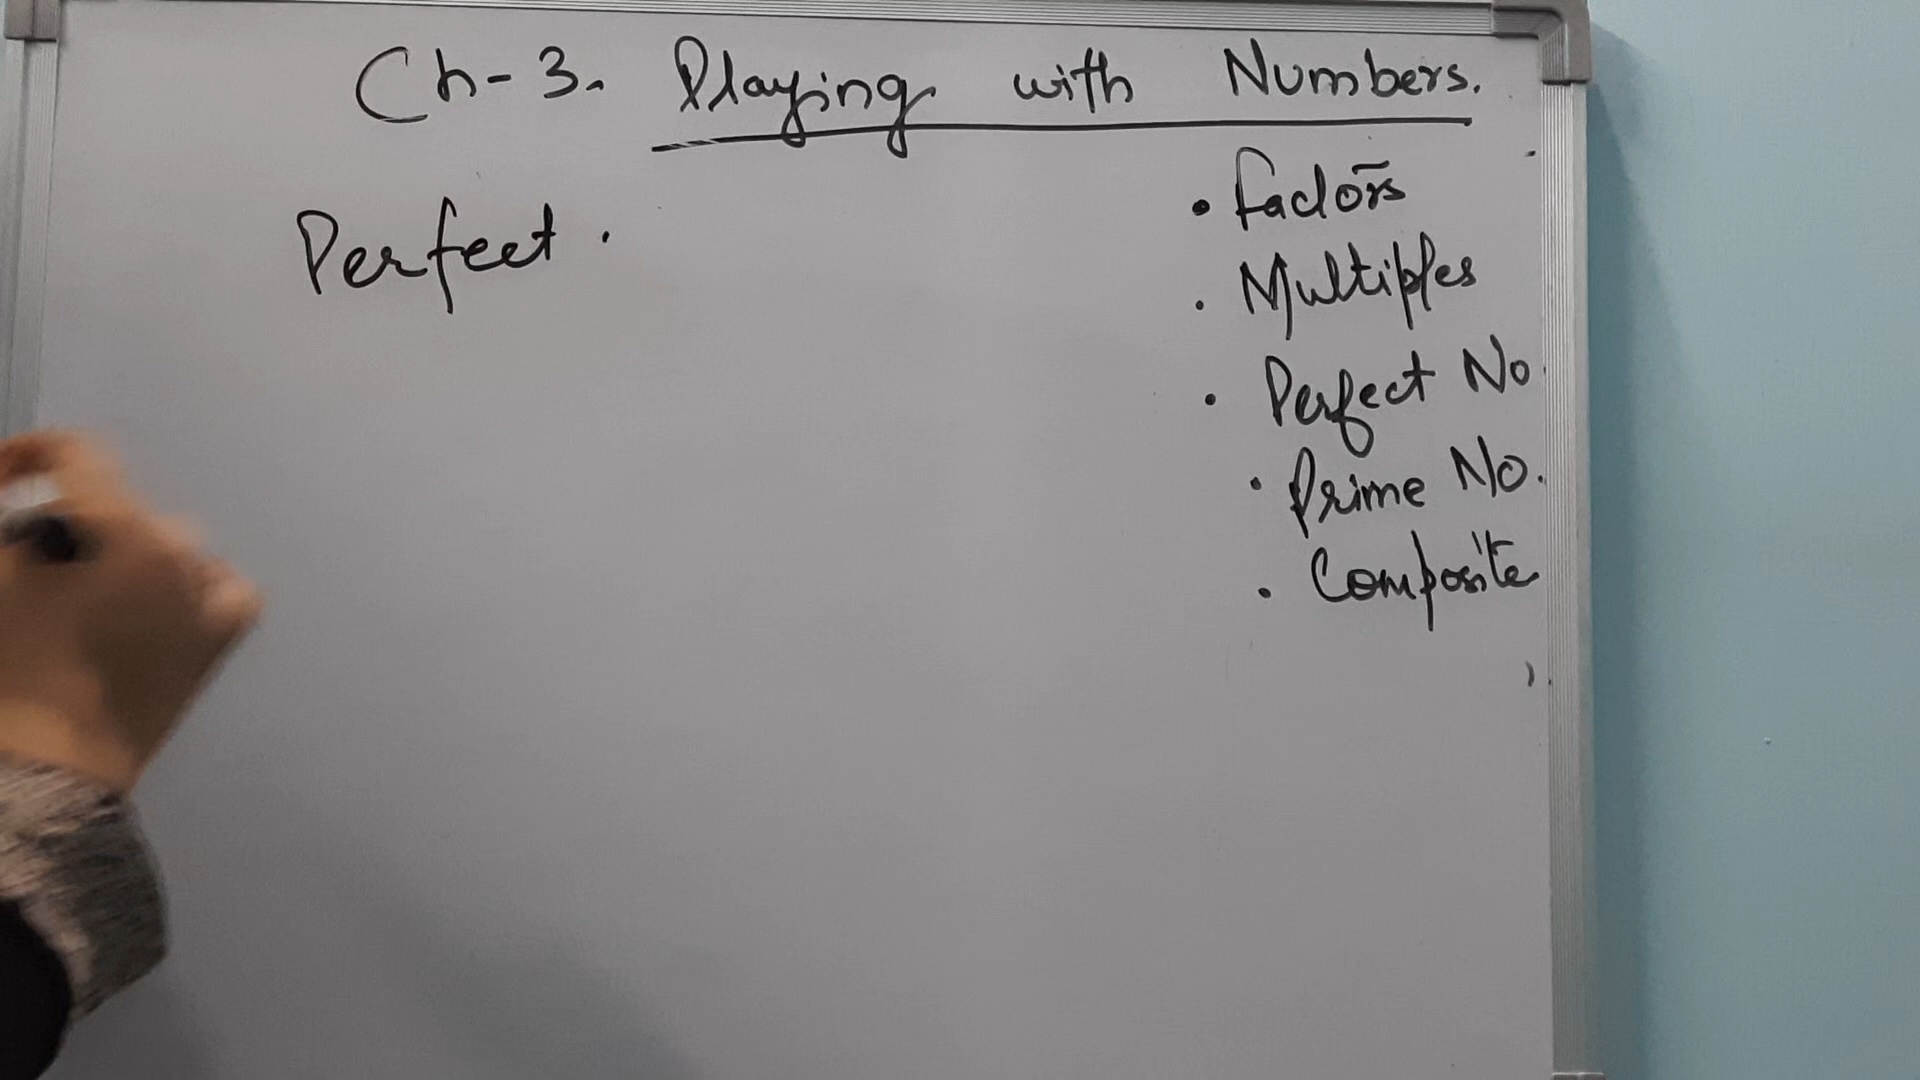 Ch-3. Playing with Numbers.
Perfect.
• Factors
• Multiples
• Perfect No.
• Prime No.
• Composite